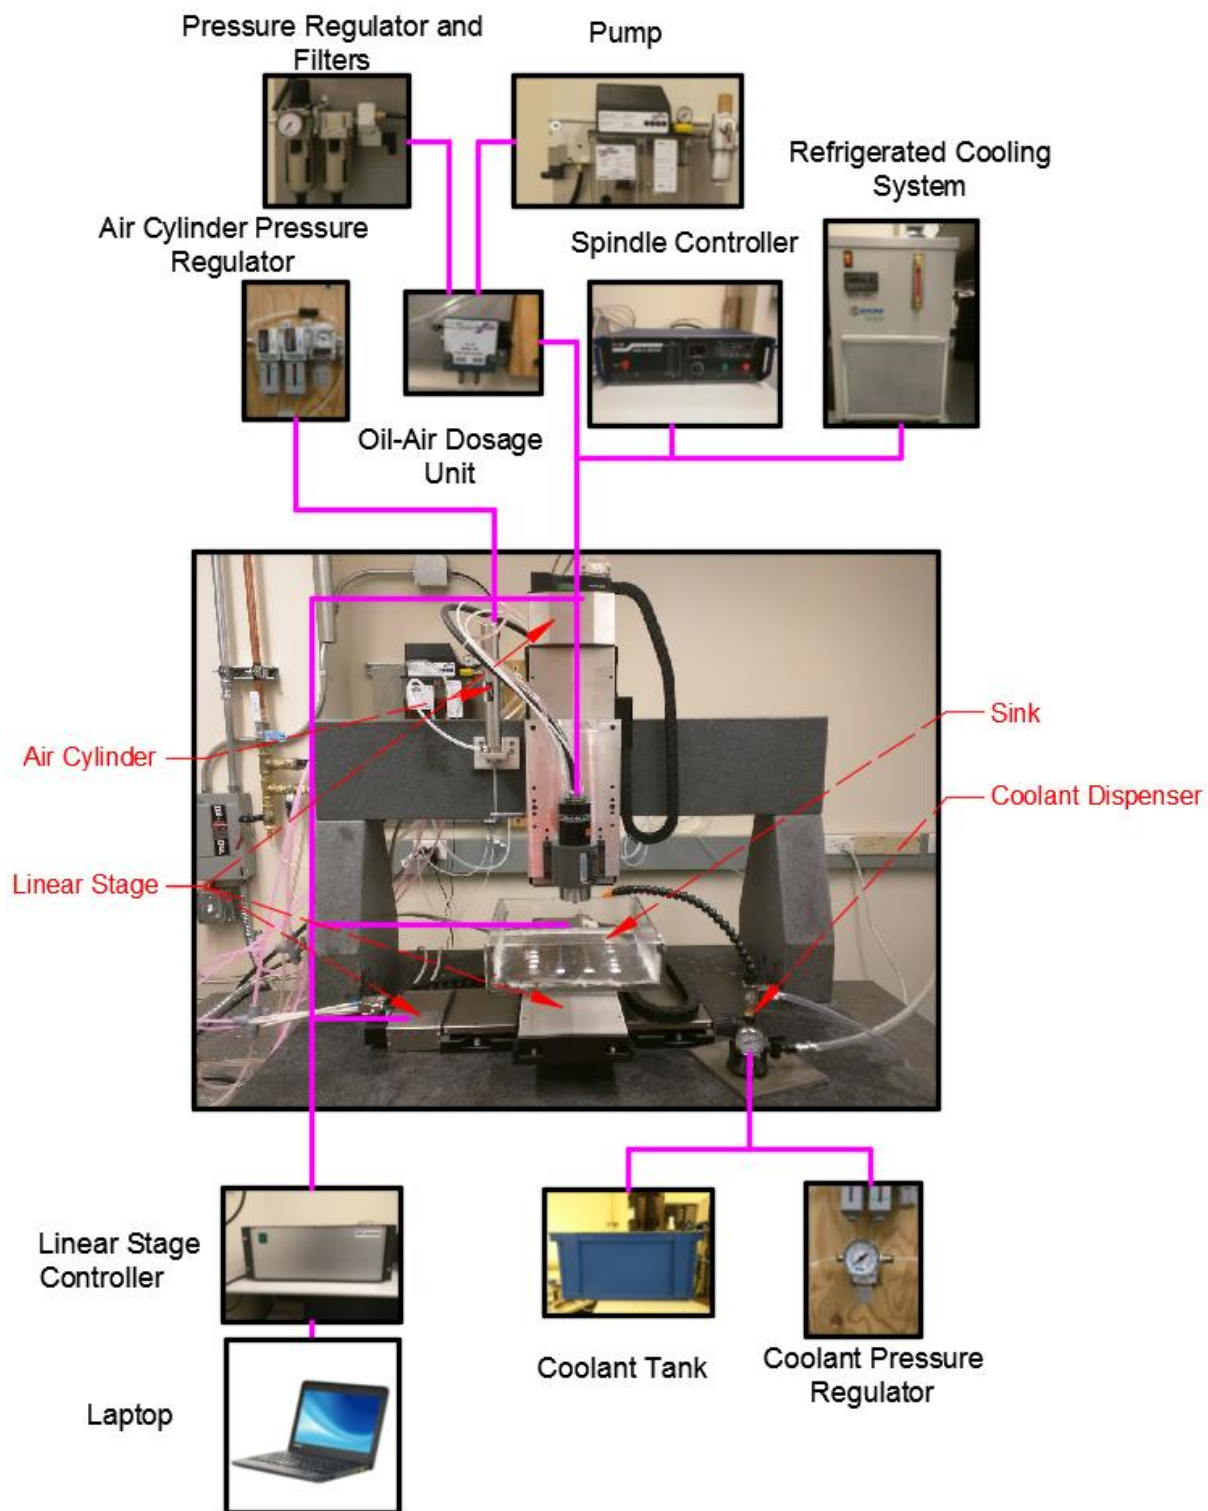 Pressure Regulator and
Filters
Pump
Refrigerated Cooling
System
Air Cylinder Pressure
Regulator
Spindle Controller
Oil-Air Dosage
Unit
Sink
Air Cylinder
Coolant Dispenser
Linear Stage
Linear Stage
Controller
Coolant Tank
Coolant Pressure
Regulator
Laptop